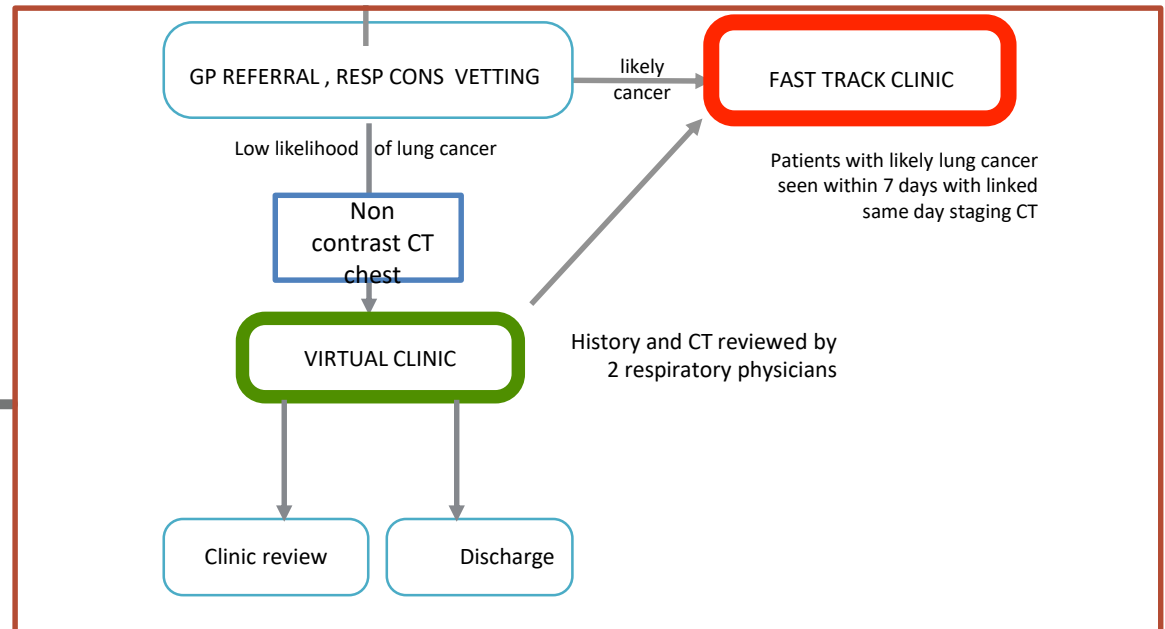 GP REFERRAL , RESP CONS  VETTING
likely
cancer
FAST TRACK CLINIC
Low likelihood of lung cancer
Patients with likely lung cancer
seen within 7 days with linked
same day staging CT
Non
contrast CT
chest
VIRTUAL CLINIC
History and CT reviewed by
2 respiratory physicians
Clinic review
Discharge